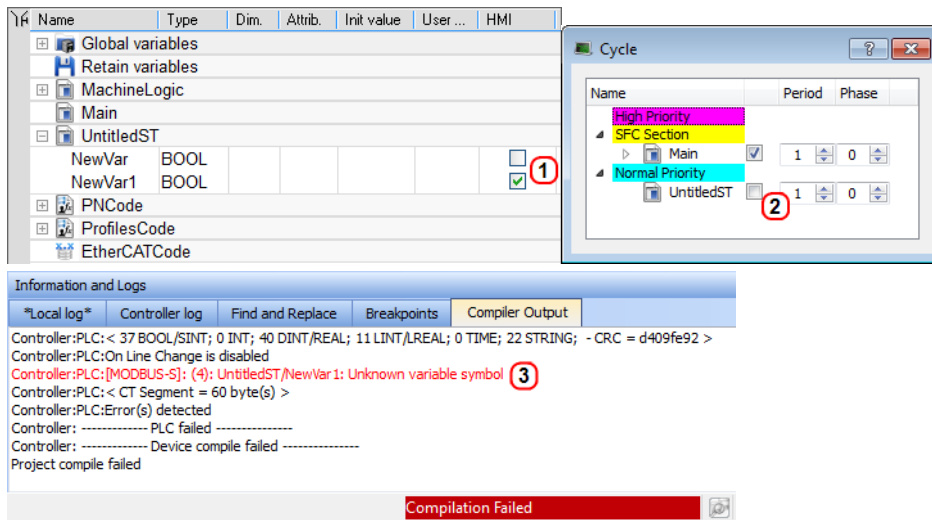 Name Type Dim. Attrib. Init value User ... HMI
Global variables
Retain variables
MachineLogic
Main
UntitledST
NewVar BOOL
NewVar1 BOOL
1
PNCode
ProfilesCode
EtherCATCode
Cycle
Name Period Phase
High Priority
SFC Section
Main 1 0
Normal Priority
UntitledST 1 0
2
Information and Logs
*Local log* Controller log Find and Replace Breakpoints Compiler Output
Controller:PLC:< 37 BOOL/SINT; 0 INT; 40 DINT/REAL; 11 LINT/LREAL; 0 TIME; 22 STRING; - CRC = d409fe92 >
Controller:PLC:On Line Change is disabled
Controller:PLC:[MODBUS-S]: (4): UntitledST/NewVar1: Unknown variable symbol 3
Controller:PLC:< CT Segment = 60 byte(s) >
Controller:PLC:Error(s) detected
Controller: ------------- PLC failed ---------------
Controller: ------------- Device compile failed ---------------
Project compile failed
Compilation Failed